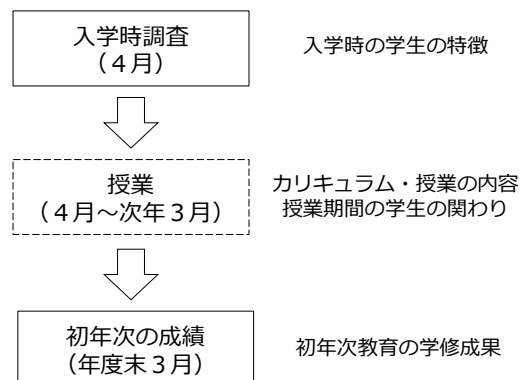 入学時調査
（４月）
入学時の学生の特徴
授業
（４月～次年３月）
カリキュラム・授業の内容
授業期間の学生の関わり
初年次の成績
（年度末３月）
初年次教育の学修成果